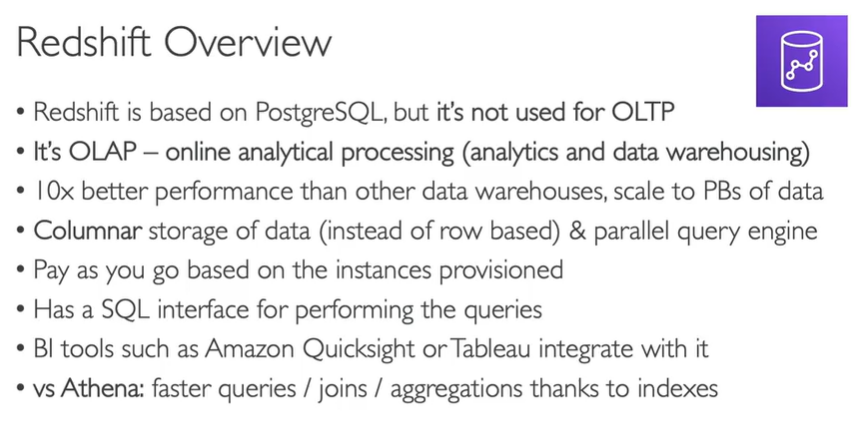 Redshift Overview
• Redshift is based on PostgreSQL, but it's not used for OLTP
• It's OLAP – online analytical processing (analytics and data warehousing)
• 10x better performance than other data warehouses, scale to PBs of data
• Columnar storage of data (instead of row based) & parallel query engine
• Pay as you go based on the instances provisioned
• Has a SQL interface for performing the queries
• BI tools such as Amazon Quicksight or Tableau integrate with it
• vs Athena: faster queries / joins / aggregations thanks to indexes